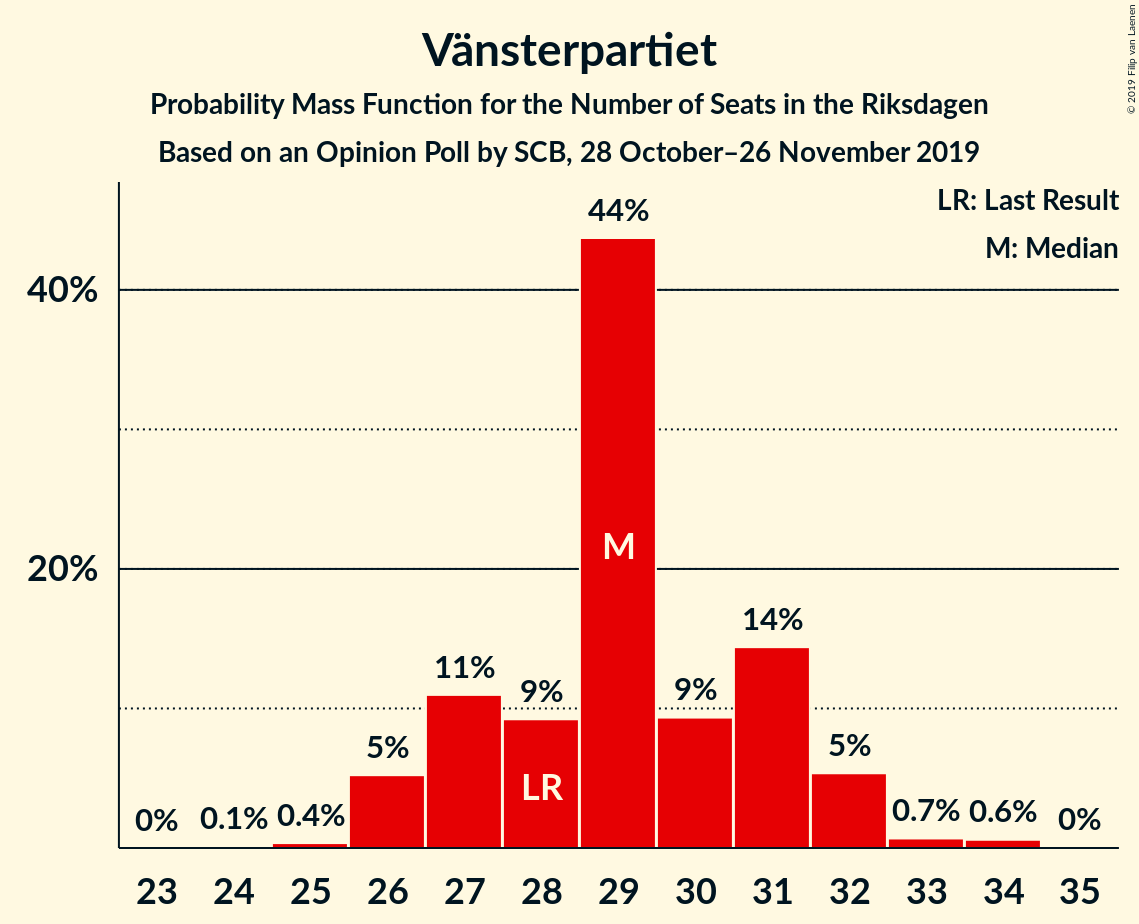 Vänsterpartiet
Probability Mass Function for the Number of Seats in the Riksdagen
Based on an Opinion Poll by SCB, 28 October–26 November 2019
© 2019 Filip van Laenen
LR: Last Result
M: Median
40%
20%
0%
0.1%
0.4%
5%
11%
9%
44%
9%
14%
5%
0.7%
0.6%
0%
LR
M
23 24 25 26 27 28 29 30 31 32 33 34 35